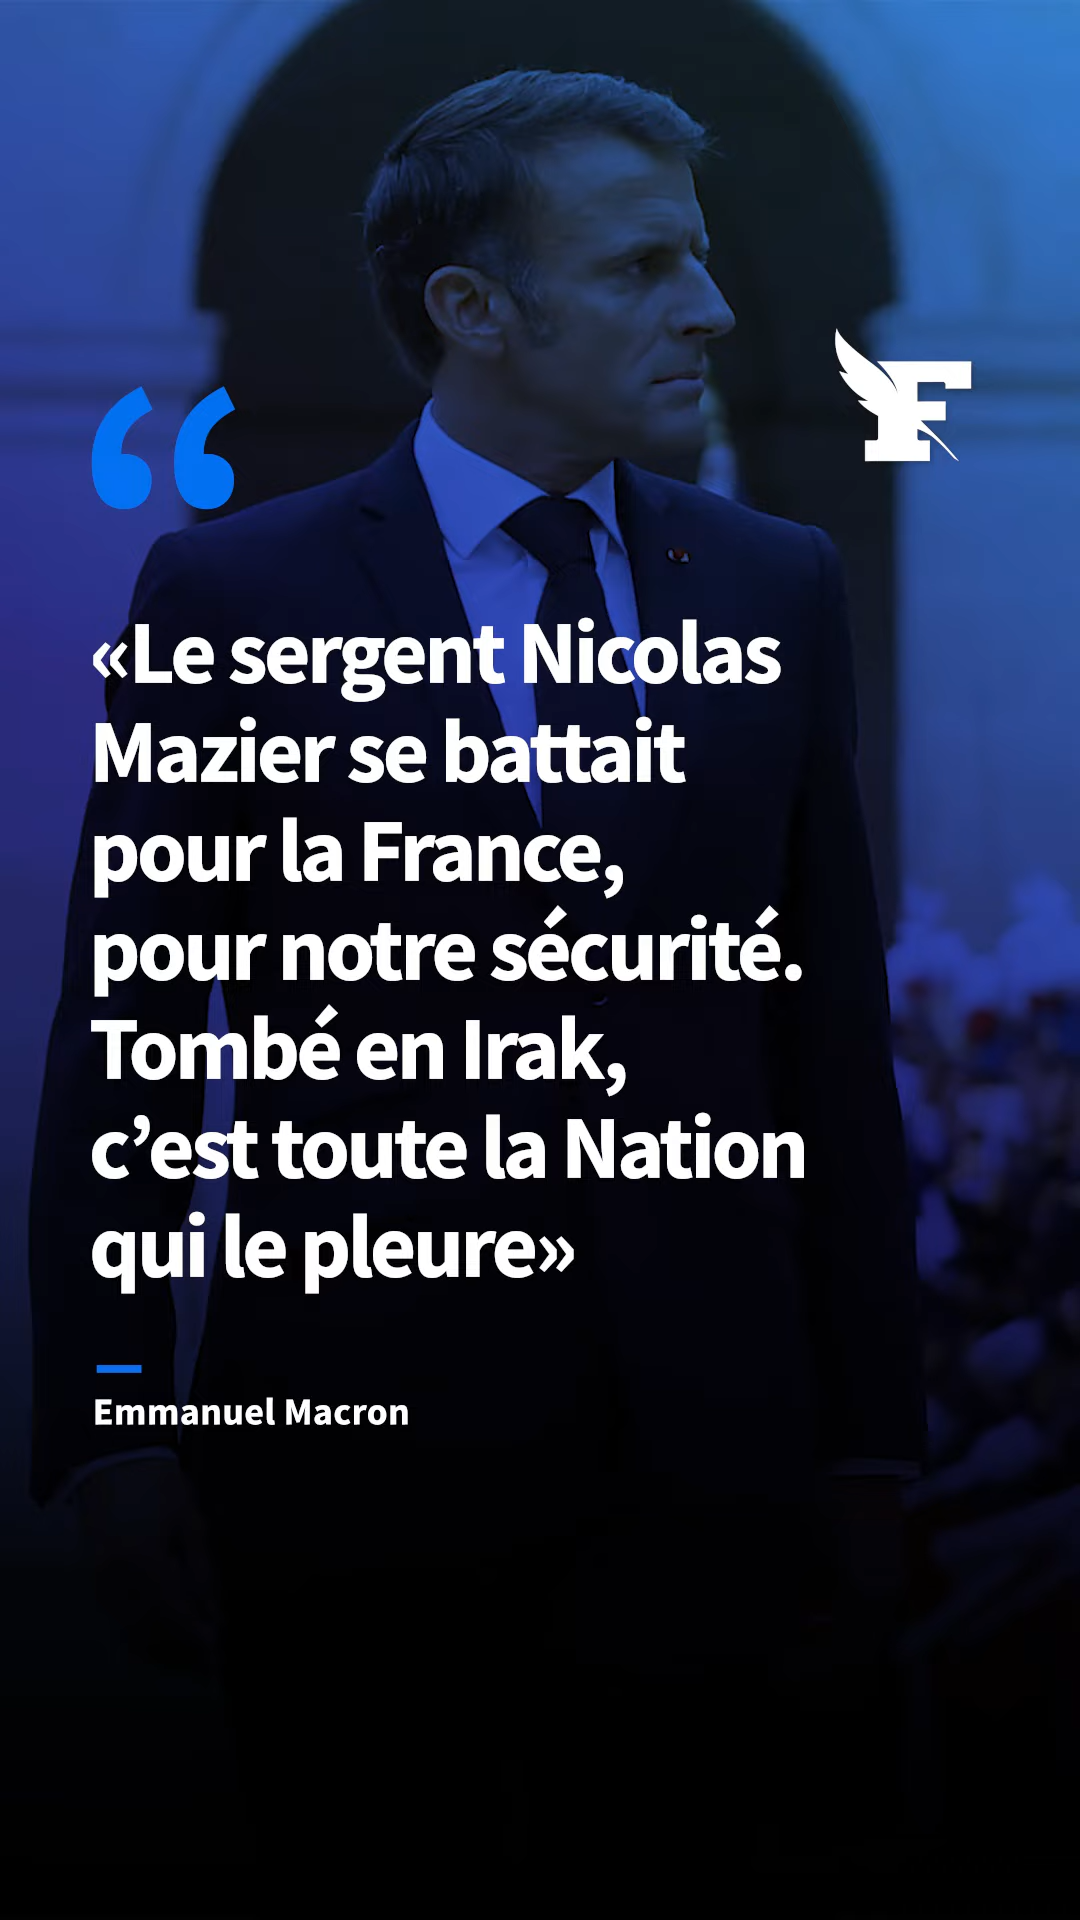 “
F
«Le sergent Nicolas
Mazier se battait
pour la France,
pour notre sécurité.
Tombé en Irak,
c’est toute la Nation
qui le pleure»
Emmanuel Macron